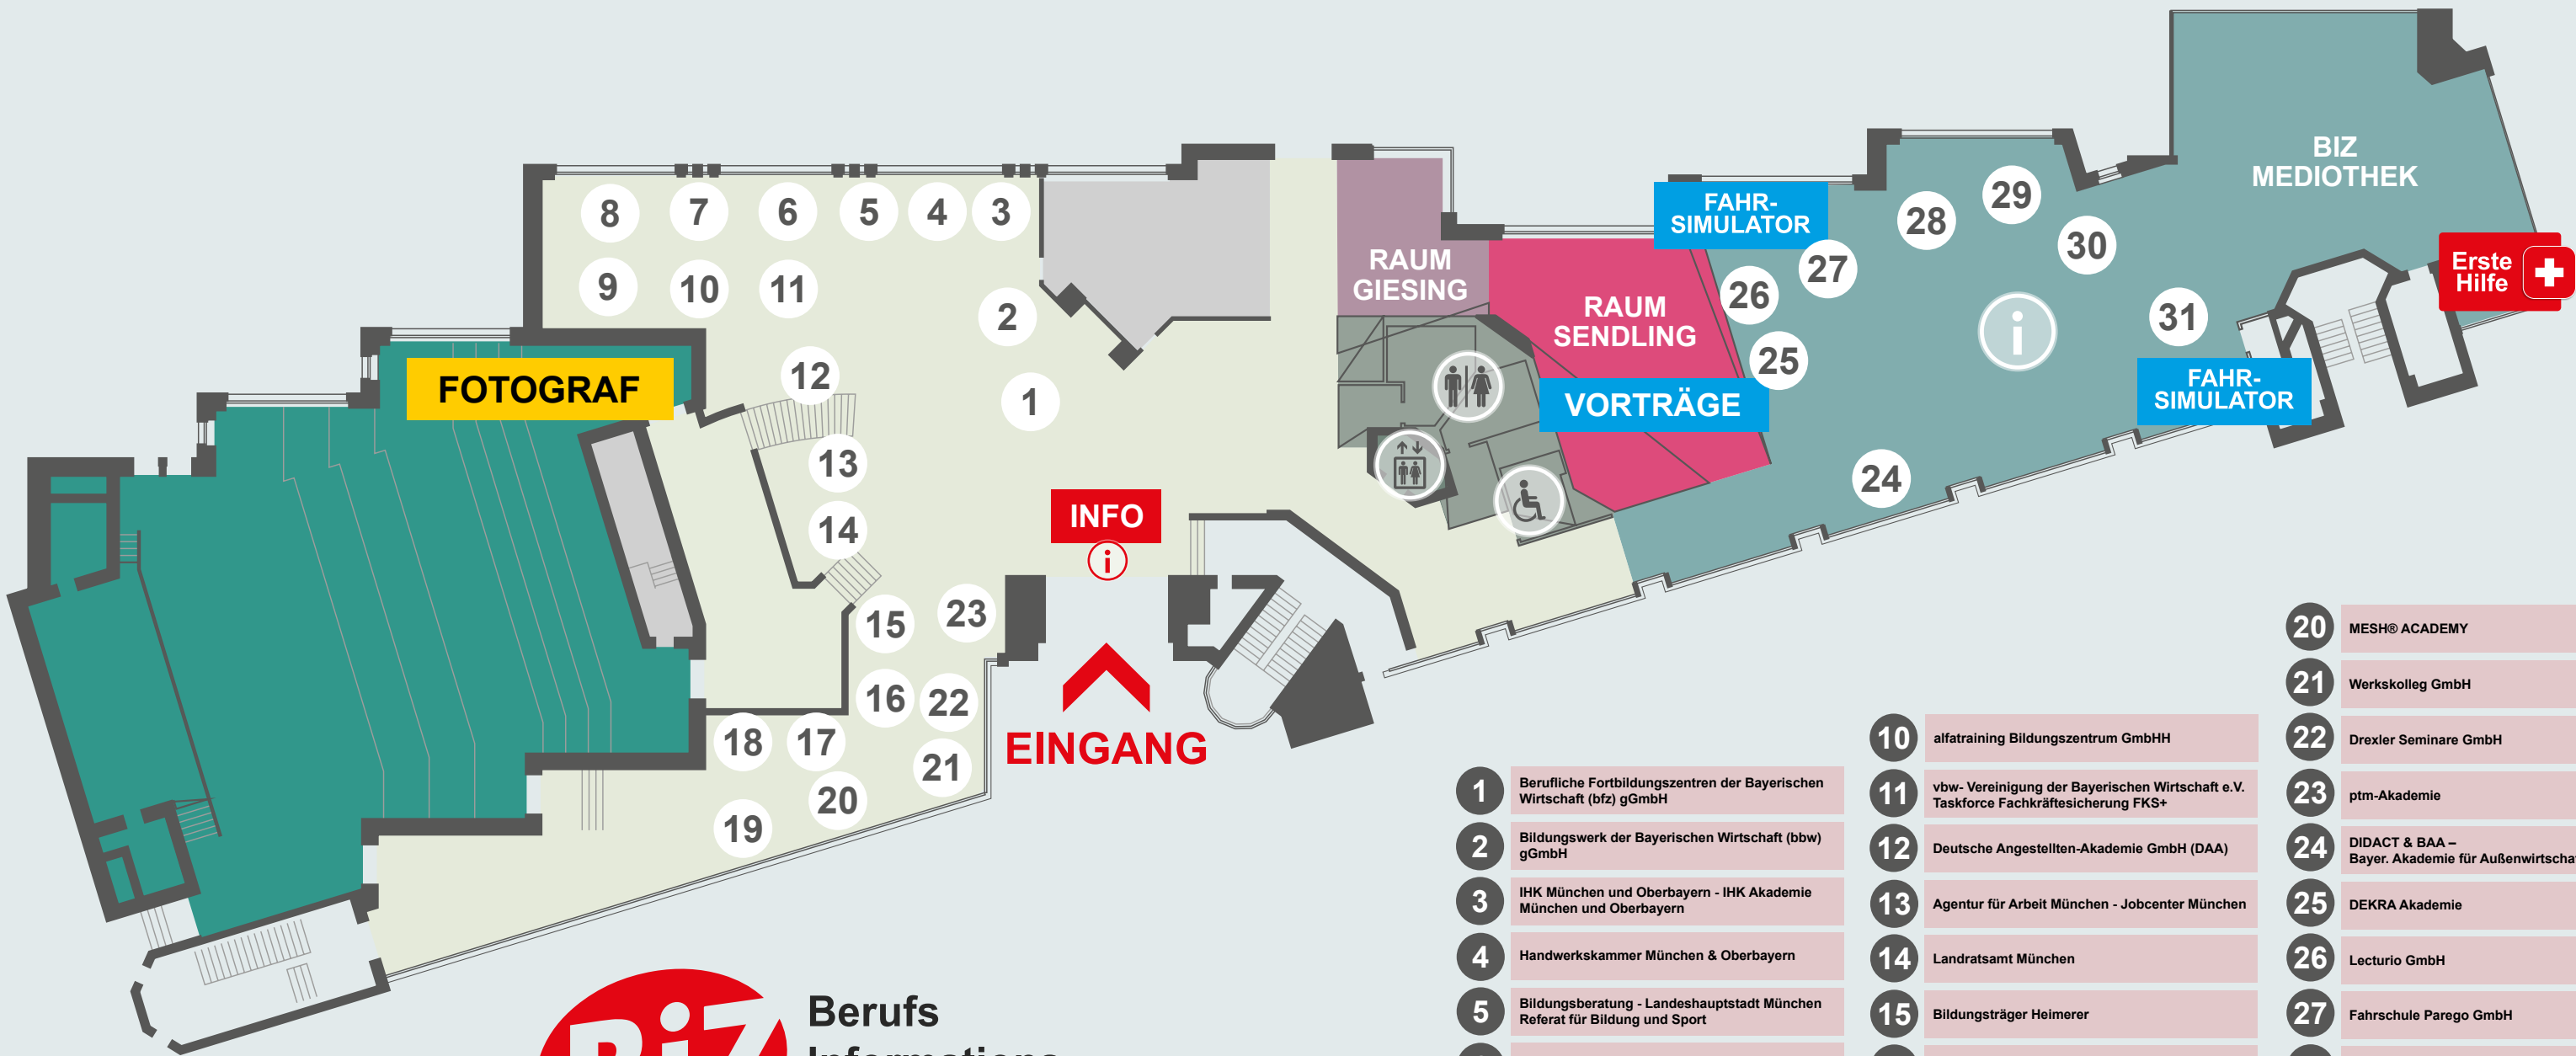 8
7
6
5
4
3
9
10
11
2
12
1
13
14
15
23
16
22
18
17
21
20
19
FOTOGRAF
INFO
i
EINGANG
RAUM
GIESING
RAUM
SENDLING
VORTRÄGE
FAHR-
SIMULATOR
28
29
30
27
26
25
i
31
24
FAHR-
SIMULATOR
BIZ
MEDIOTHEK
Erste
Hilfe
BiZ
Berufs
Informations
1
Berufliche Fortbildungszentren der Bayerischen
Wirtschaft (bfz) gGmbH
2
Bildungswerk der Bayerischen Wirtschaft (bbw)
gGmbH
3
IHK München und Oberbayern - IHK Akademie
München und Oberbayern
4
Handwerkskammer München & Oberbayern
5
Bildungsberatung - Landeshauptstadt München
Referat für Bildung und Sport
10
alfatraining Bildungszentrum GmbHH
11
vbw- Vereinigung der Bayerischen Wirtschaft e.V.
Taskforce Fachkräftesicherung FKS+
12
Deutsche Angestellten-Akademie GmbH (DAA)
13
Agentur für Arbeit München - Jobcenter München
14
Landratsamt München
15
Bildungsträger Heimerer
20
MESH® ACADEMY
21
Werkskolleg GmbH
22
Drexler Seminare GmbH
23
ptm-Akademie
24
DIDACT & BAA –
Bayer. Akademie für Außenwirtscha
25
DEKRA Akademie
26
Lecturio GmbH
27
Fahrschule Parego GmbH